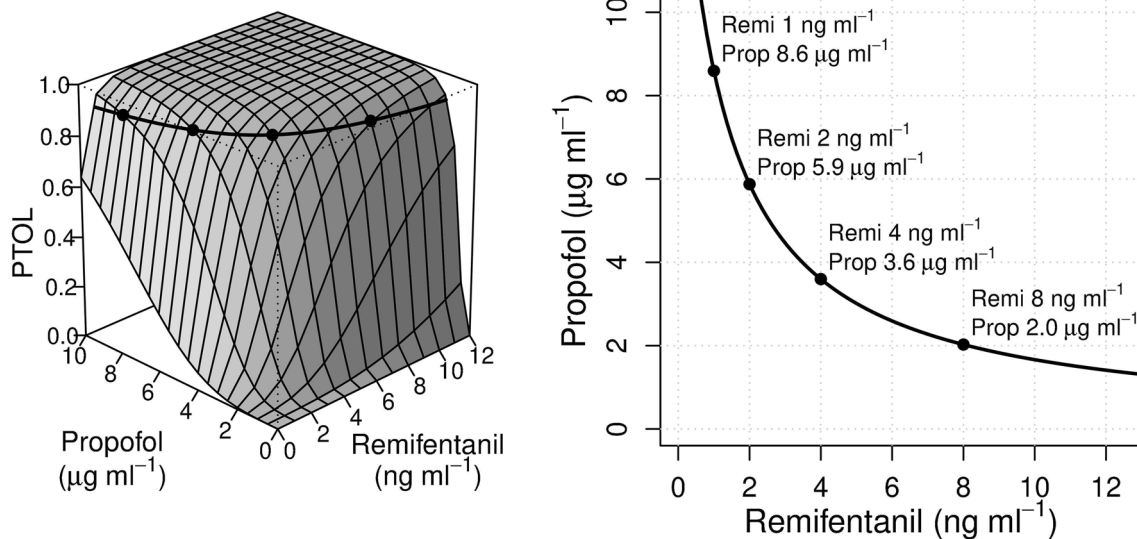 1.0
0.8
0.6
0.4
0.2
0.0
PTOL
10
8
6
4
2
0
Propofol
(μg ml⁻¹)
0
2
4
6
8
10
12
Remifentanil
(ng ml⁻¹)
10
8
6
4
2
0
Propofol (μg ml⁻¹)
Remi 1 ng ml⁻¹
Prop 8.6 μg ml⁻¹
Remi 2 ng ml⁻¹
Prop 5.9 μg ml⁻¹
Remi 4 ng ml⁻¹
Prop 3.6 μg ml⁻¹
Remi 8 ng ml⁻¹
Prop 2.0 μg ml⁻¹
0 2 4 6 8 10 12
Remifentanil (ng ml⁻¹)